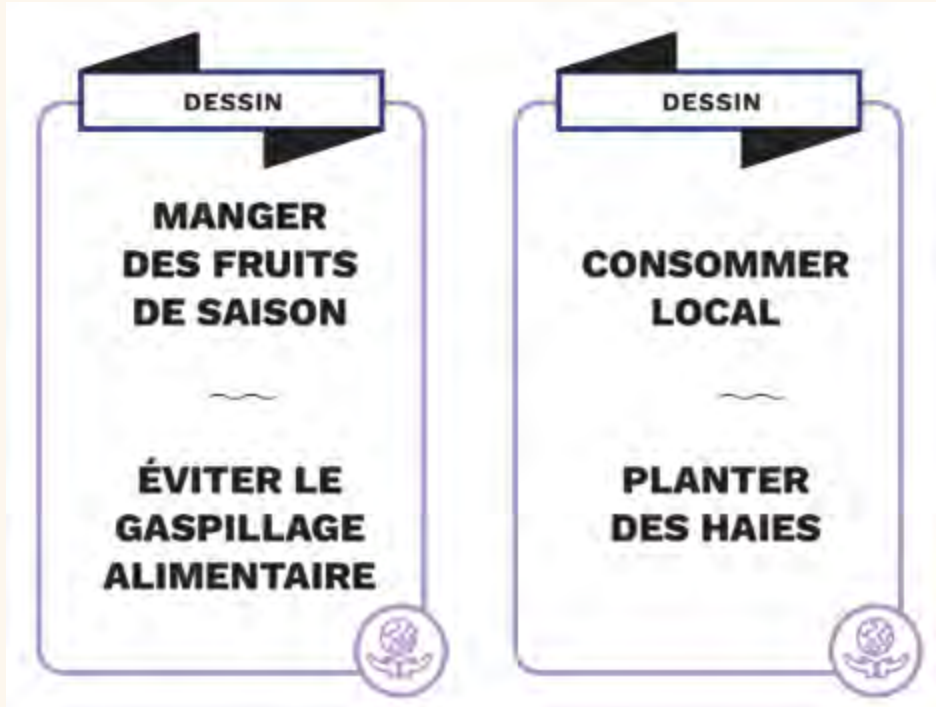 DESSIN
MANGER
DES FRUITS
DE SAISON
ÉVITER LE
GASPILLAGE
ALIMENTAIRE
DESSIN
CONSOMMER
LOCAL
PLANTER
DES HAIES